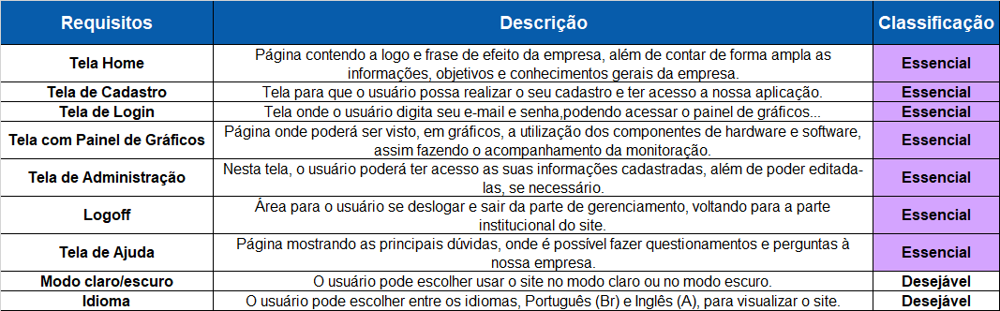 Requisitos Descrição Classificação
Tela Home Página contendo a logo e frase de efeito da empresa, além de contar de forma ampla as Essencial
informações, objetivos e conhecimentos gerais da empresa.
Tela de Cadastro Tela para que o usuário possa realizar o seu cadastro e ter acesso a nossa aplicação. Essencial
Tela de Login Tela onde o usuário digita seu e-mail e senha,podendo acessar o painel de gráficos... Essencial
Tela com Painel de Gráficos Página onde poderá ser visto, em gráficos, a utilização dos componentes de hardware e software, Essencial
assim fazendo o acompanhamento da monitoração.
Tela de Administração Nesta tela, o usuário poderá ter acesso as suas informações cadastradas, além de poder editada- Essencial
las, se necessário.
Logoff Área para o usuário se deslogar e sair da parte de gerenciamento, voltando para a parte Essencial
institucional do site.
Tela de Ajuda Página mostrando as principais dúvidas, onde é possível fazer questionamentos e perguntas à Essencial
nossa empresa.
Modo claro/escuro O usuário pode escolher usar o site no modo claro ou no modo escuro. Desejável
Idioma O usuário pode escolher entre os idiomas, Português (Br) e Inglês (A), para visualizar o site. Desejável